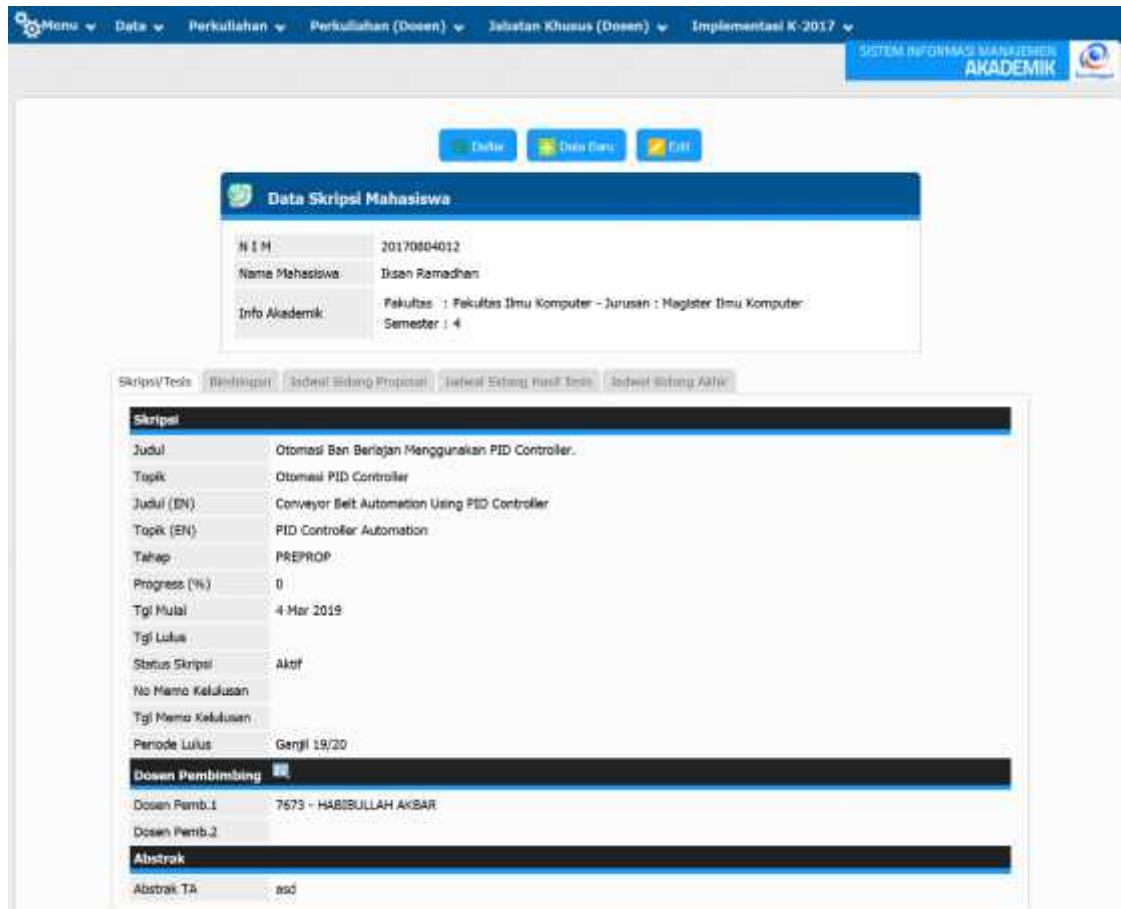 Menu Data Perkuliahan Perkuliahan (Dosen) Jabatan Khusus (Dosen) Implementasi K-2017
SISTEM INFORMASI MANAJEMEN
AKADEMIK
Daftar Data Baru Edit
Data Skripsi Mahasiswa
N I M 20170804012
Nama Mahasiswa Iksan Ramadhan
Info Akademik Fakultas : Fakultas Ilmu Komputer - Jurusan : Magister Ilmu Komputer
Semester : 4
Skripsi/Tesis Bimbingan Jadwal Sidang Proposal Jadwal Sidang Hasil Tesis Jadwal Sidang Akhir
Skripsi
Judul Otomasi Ban Berjalan Menggunakan PID Controller.
Topik Otomasi PID Controller
Judul (EN) Conveyor Belt Automation Using PID Controller
Topik (EN) PID Controller Automation
Tahap PREPROP
Progress (%) 0
Tgl Mulai 4 Mar 2019
Tgl Lulus
Status Skripsi Aktif
No Memo Kelulusan
Tgl Memo Kelulusan
Periode Lulus Ganjil 19/20
Dosen Pembimbing
Dosen Pemb.1 7673 - HABIBULLAH AKBAR
Dosen Pemb.2
Abstrak
Abstrak TA asd